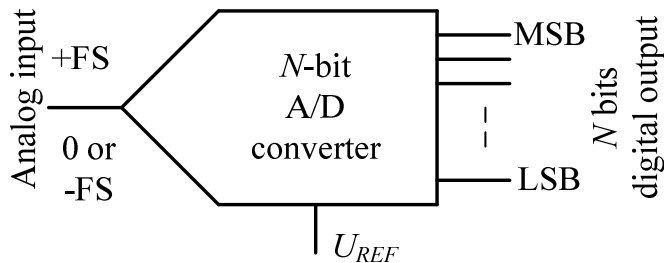 Analog input
+FS
0 or
-FS
N-bit
A/D
converter
U_REF
MSB
LSB
N bits
digital output